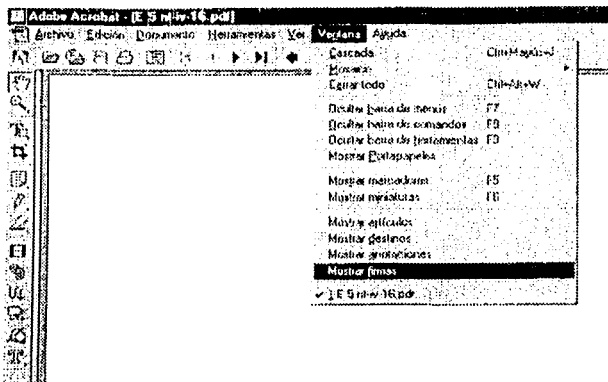 Adobe Acrobat - [E S nl-iv-16.pdf]
Archivo Edición Documento Herramientas Ver Ventana Ayuda
Cascada Ctrl+Mayús+J
Mosaico
Cerrar todo Ctrl+Alt+W
Ocultar barra de menús F7
Ocultar barra de comandos F8
Ocultar barra de herramientas F9
Mostrar Portapapeles
Mostrar marcadores F5
Mostrar miniaturas F6
Mostrar artículos
Mostrar destinos
Mostrar anotaciones
Mostrar firmas
1 E S nl-iv-16.pdf